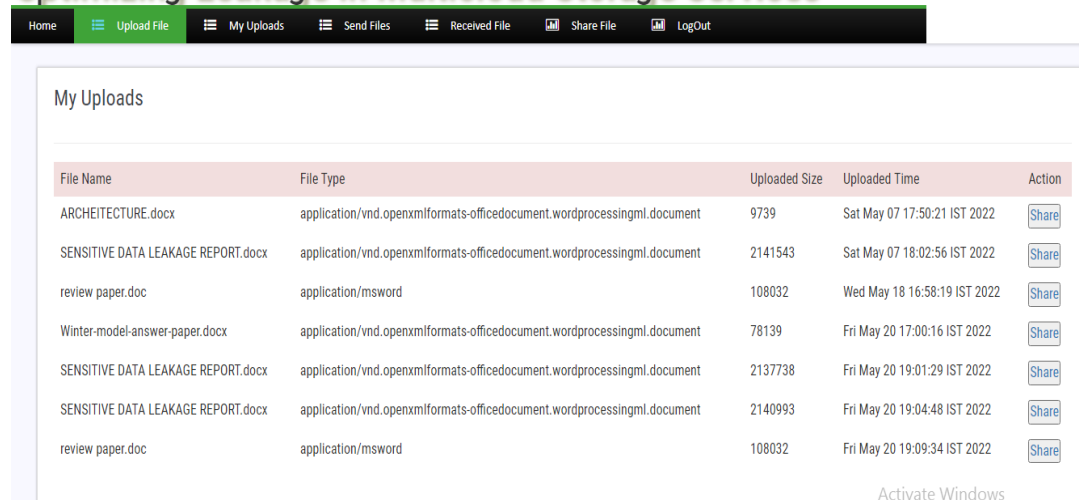 Optimizing Leakage in Multicloud Storage Services
Home Upload File My Uploads Send Files Received File Share File LogOut
My Uploads
File Name File Type Uploaded Size Uploaded Time Action
ARCHEITECTURE.docx application/vnd.openxmlformats-officedocument.wordprocessingml.document 9739 Sat May 07 17:50:21 IST 2022 Share
SENSITIVE DATA LEAKAGE REPORT.docx application/vnd.openxmlformats-officedocument.wordprocessingml.document 2141543 Sat May 07 18:02:56 IST 2022 Share
review paper.doc application/msword 108032 Wed May 18 16:58:19 IST 2022 Share
Winter-model-answer-paper.docx application/vnd.openxmlformats-officedocument.wordprocessingml.document 78139 Fri May 20 17:00:16 IST 2022 Share
SENSITIVE DATA LEAKAGE REPORT.docx application/vnd.openxmlformats-officedocument.wordprocessingml.document 2137738 Fri May 20 19:01:29 IST 2022 Share
SENSITIVE DATA LEAKAGE REPORT.docx application/vnd.openxmlformats-officedocument.wordprocessingml.document 2140993 Fri May 20 19:04:48 IST 2022 Share
review paper.doc application/msword 108032 Fri May 20 19:09:34 IST 2022 Share
Activate Windows